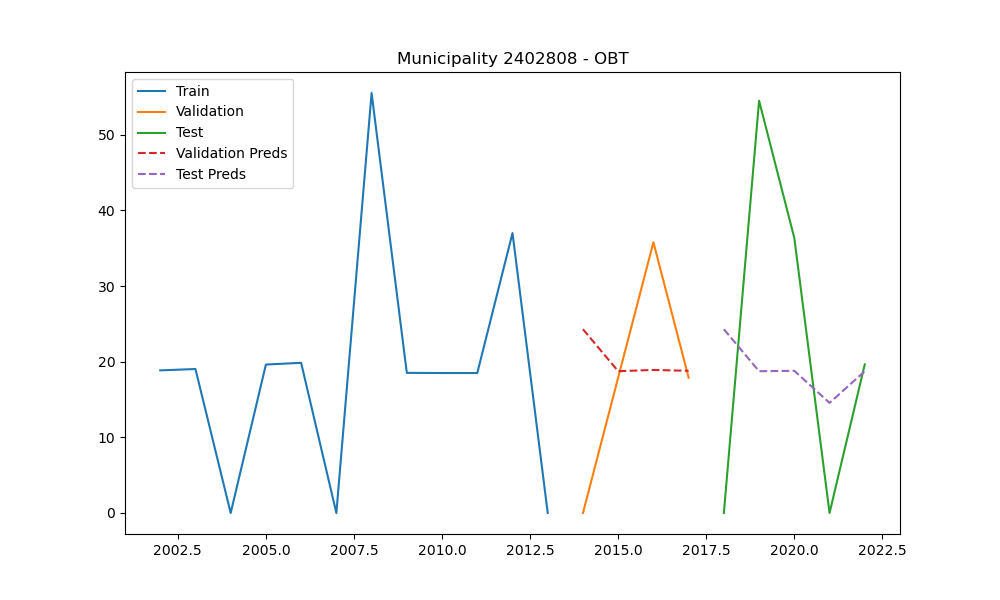 Municipality 2402808 - OBT
Train
Validation
Test
Validation Preds
Test Preds
50
40
30
20
10
0
2002.5 2005.0 2007.5 2010.0 2012.5 2015.0 2017.5 2020.0 2022.5